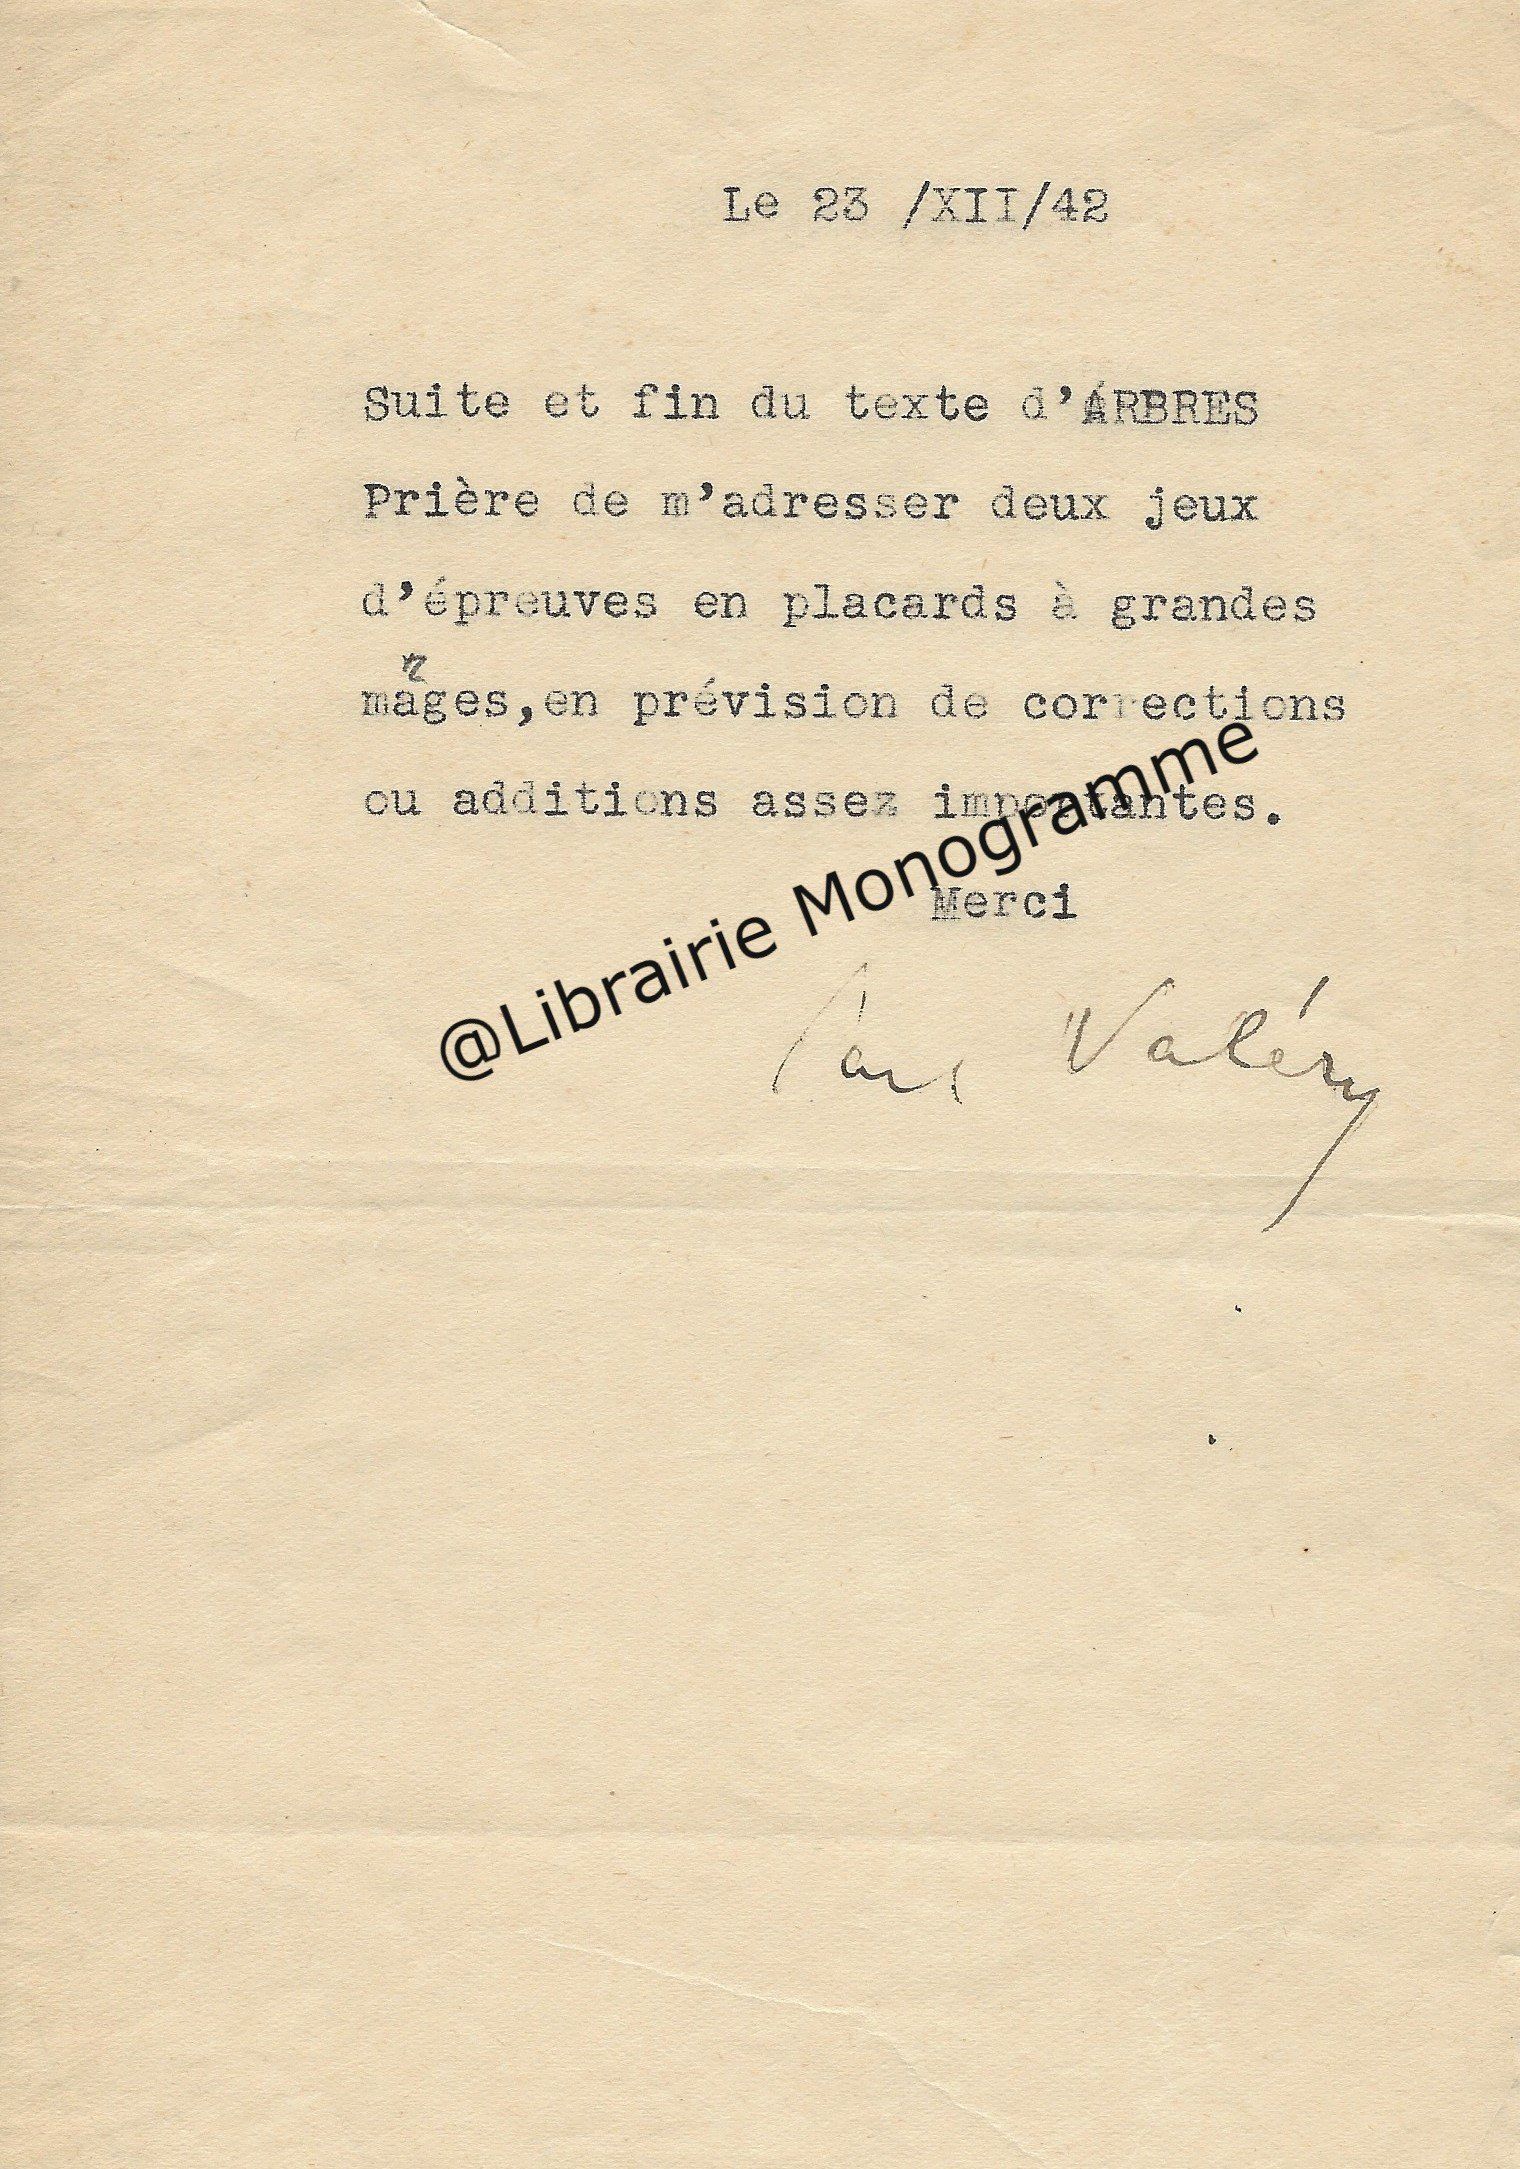 Le 23 /XII/42
Suite et fin du texte d'ARBRES
Prière de m'adresser deux jeux
d'épreuves en placards à grandes
r
mages,en prévision de corrections
ou additions assez importantes.
Merci
@Librairie Monogramme
Paul Valéry